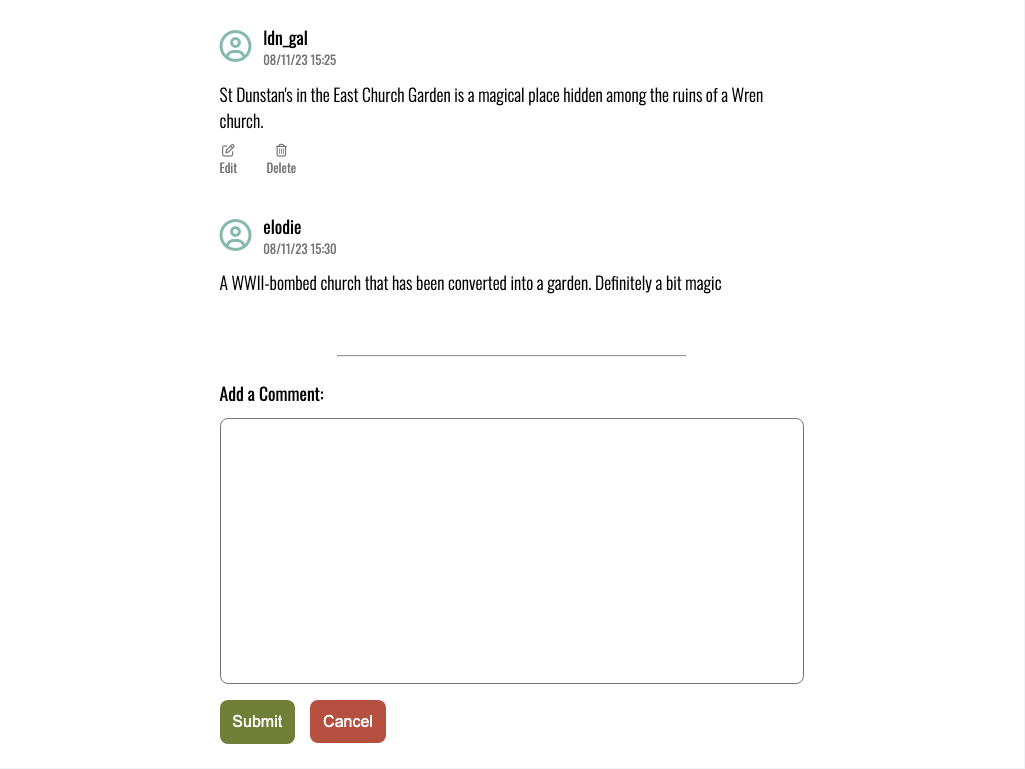 ldn_gal
08/11/23 15:25
St Dunstan's in the East Church Garden is a magical place hidden among the ruins of a Wren
church.
Edit Delete
elodie
08/11/23 15:30
A WWII-bombed church that has been converted into a garden. Definitely a bit magic
Add a Comment:
Submit Cancel